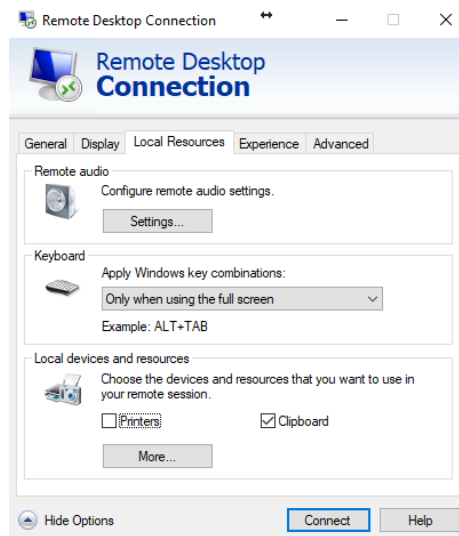 Remote Desktop Connection
Remote Desktop
Connection
General Display Local Resources Experience Advanced
Remote audio
Configure remote audio settings.
Settings...
Keyboard
Apply Windows key combinations:
Only when using the full screen
Example: ALT+TAB
Local devices and resources
Choose the devices and resources that you want to use in
your remote session.
Printers Clipboard
More...
Hide Options Connect Help